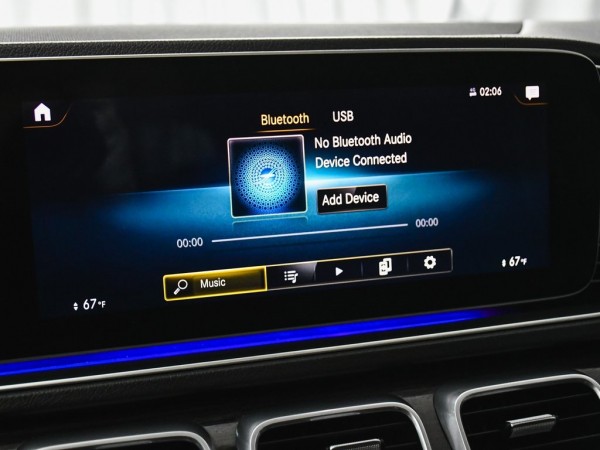 02:06
Bluetooth USB
No Bluetooth Audio
Device Connected
Add Device
00:00 00:00
Music
67°F 67°F